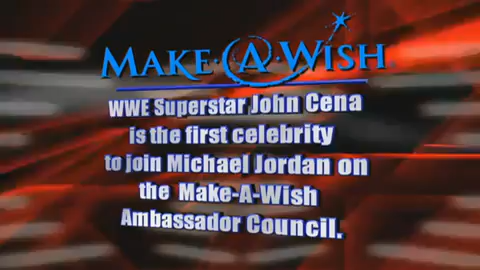 MAKE·A·WISH
WWE Superstar John Cena
is the first celebrity
to join Michael Jordan on
the Make-A-Wish
Ambassador Council.